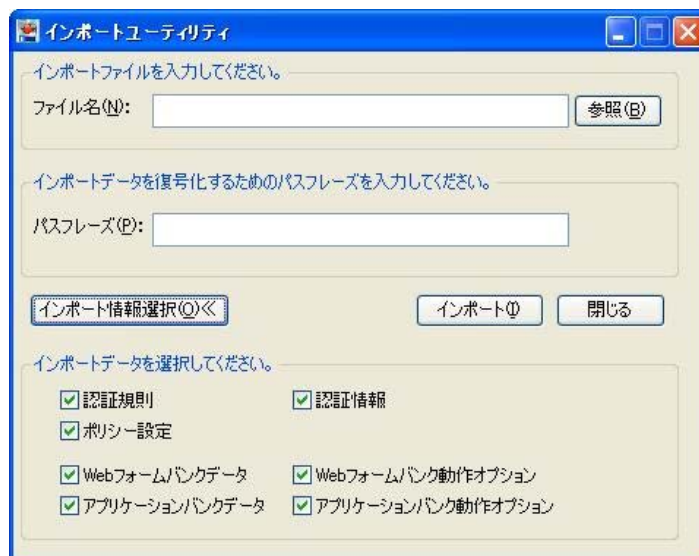 インポートユーティリティ
インポートファイルを入力してください。
ファイル名(N):
参照(B)
インポートデータを復号化するためのパスフレーズを入力してください。
パスフレーズ(P):
インポート情報選択(O)≪
インポート(I)
閉じる
インポートデータを選択してください。
認証規則
認証情報
ポリシー設定
Webフォームバンクデータ
Webフォームバンク動作オプション
アプリケーションバンクデータ
アプリケーションバンク動作オプション